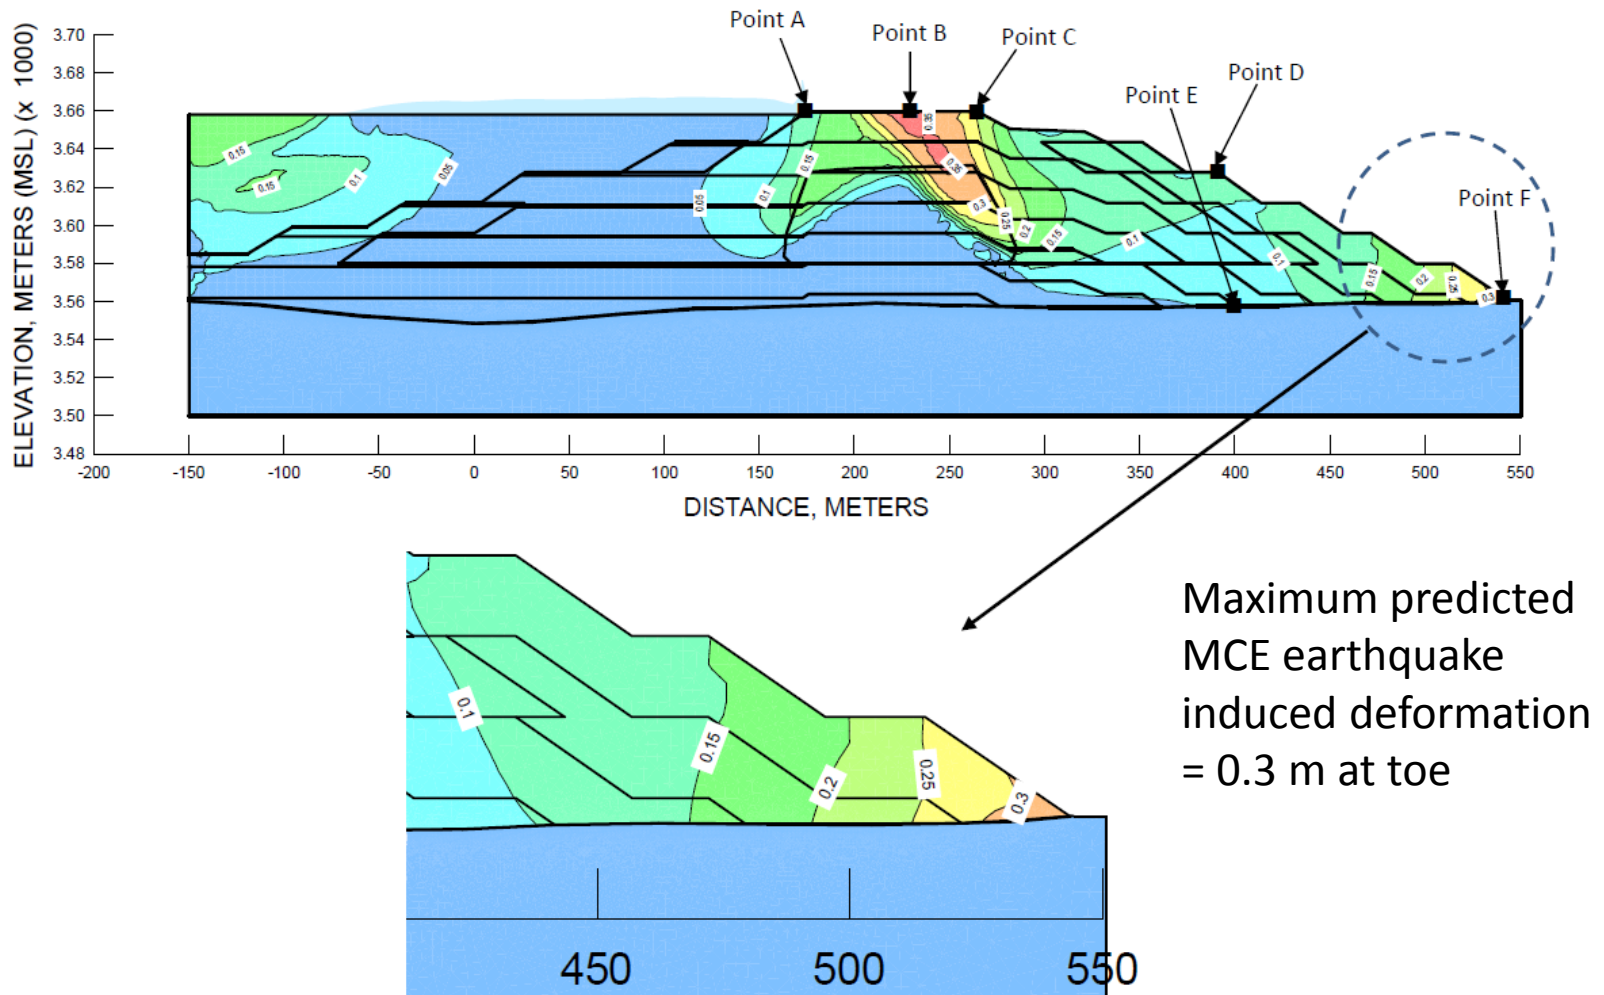 Point A
Point B
Point C
Point D
Point E
Point F
ELEVATION, METERS (MSL) (x 1000)
3.70
3.68
3.66
3.64
3.62
3.60
3.58
3.56
3.54
3.52
3.50
3.48
0.15
0.15
0.1
0.05
0.05
0.1
0.15
0.35
0.35
0.3
0.25
0.2
0.15
0.1
0.1
0.15
0.2
0.25
0.3
-200 -150 -100 -50 0 50 100 150 200 250 300 350 400 450 500 550
DISTANCE, METERS
0.1
0.15
0.2
0.25
0.3
450 500 550
Maximum predicted
MCE earthquake
induced deformation
= 0.3 m at toe